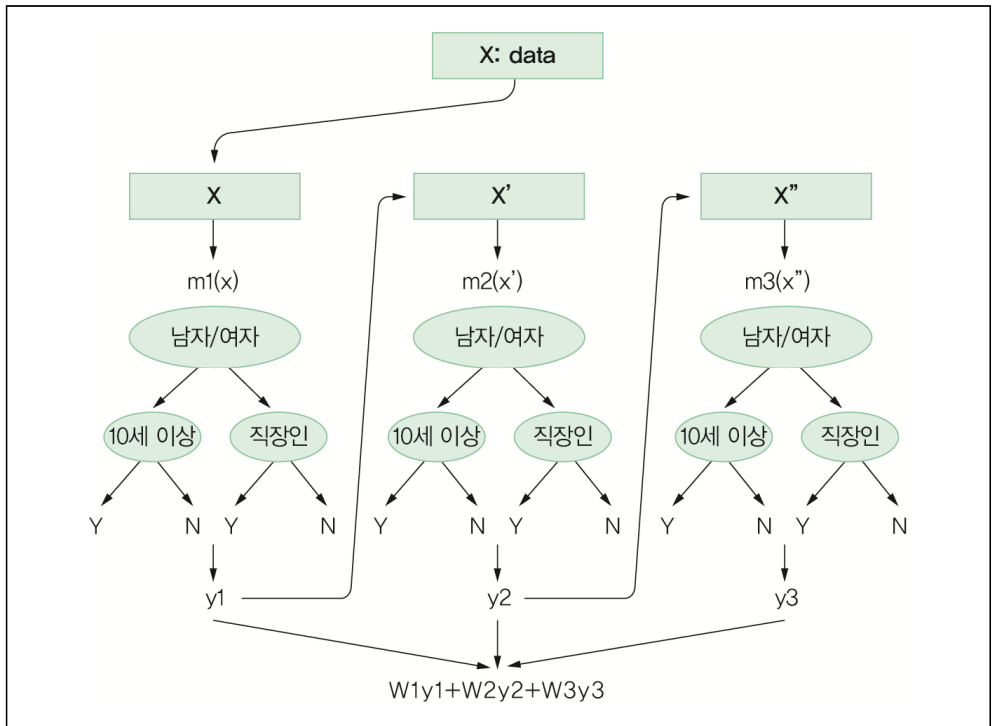 X: data
X X' X"
m1(x) m2(x') m3(x")
남자/여자 남자/여자 남자/여자
10세 이상 직장인 10세 이상 직장인 10세 이상 직장인
Y N Y N Y N Y N Y N Y N
y1 y2 y3
W1y1+W2y2+W3y3